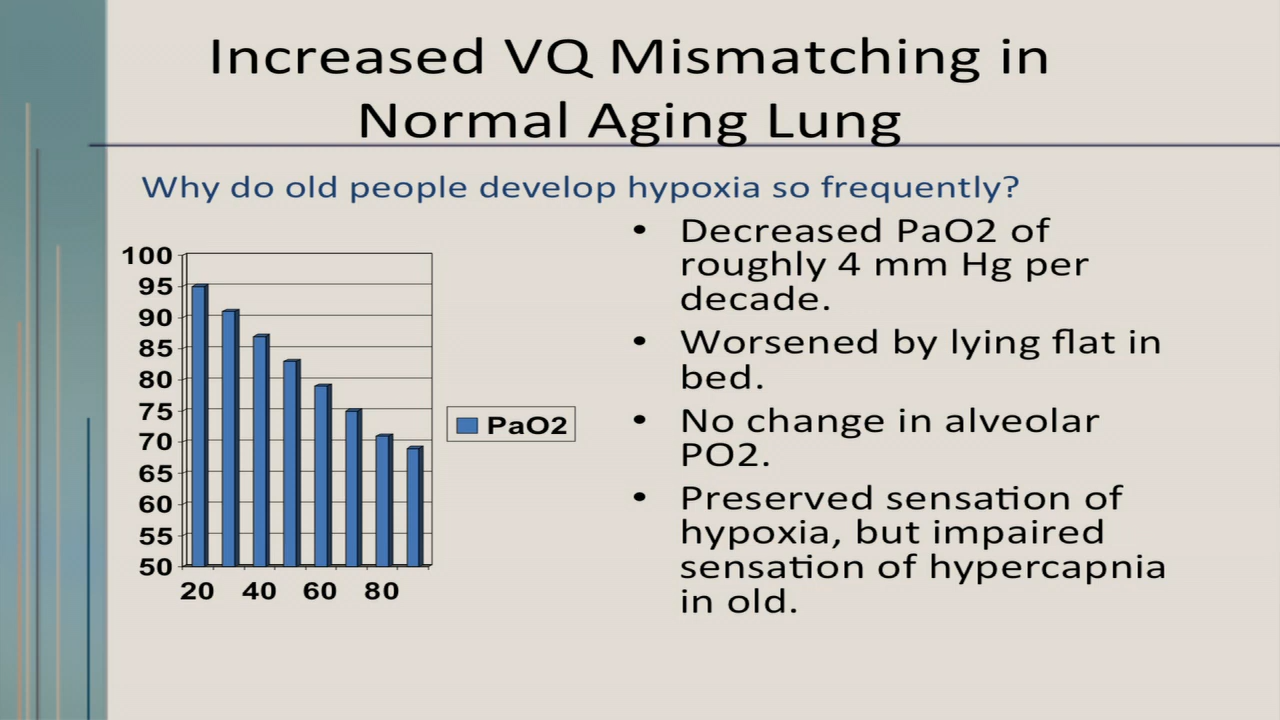 Increased VQ Mismatching in
Normal Aging Lung
Why do old people develop hypoxia so frequently?
100
95
90
85
80
75
70
65
60
55
50
20 40 60 80
PaO2
• Decreased PaO2 of
roughly 4 mm Hg per
decade.
• Worsened by lying flat in
bed.
• No change in alveolar
PO2.
• Preserved sensation of
hypoxia, but impaired
sensation of hypercapnia
in old.